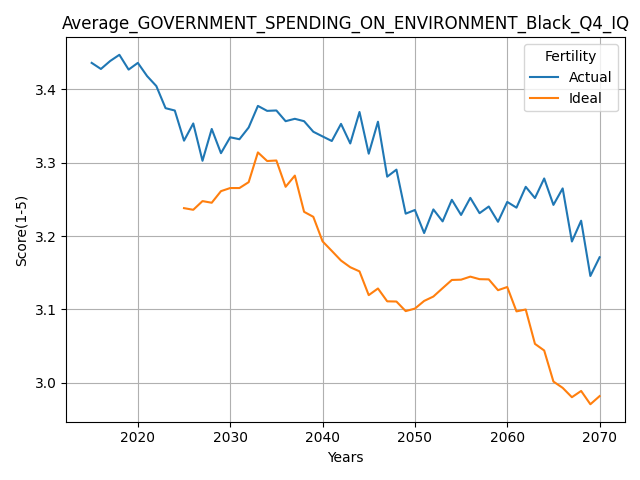 Average_GOVERNMENT_SPENDING_ON_ENVIRONMENT_Black_Q4_IQ
Fertility
Actual
Ideal
Score(1-5)
3.4
3.3
3.2
3.1
3.0
2020 2030 2040 2050 2060 2070
Years